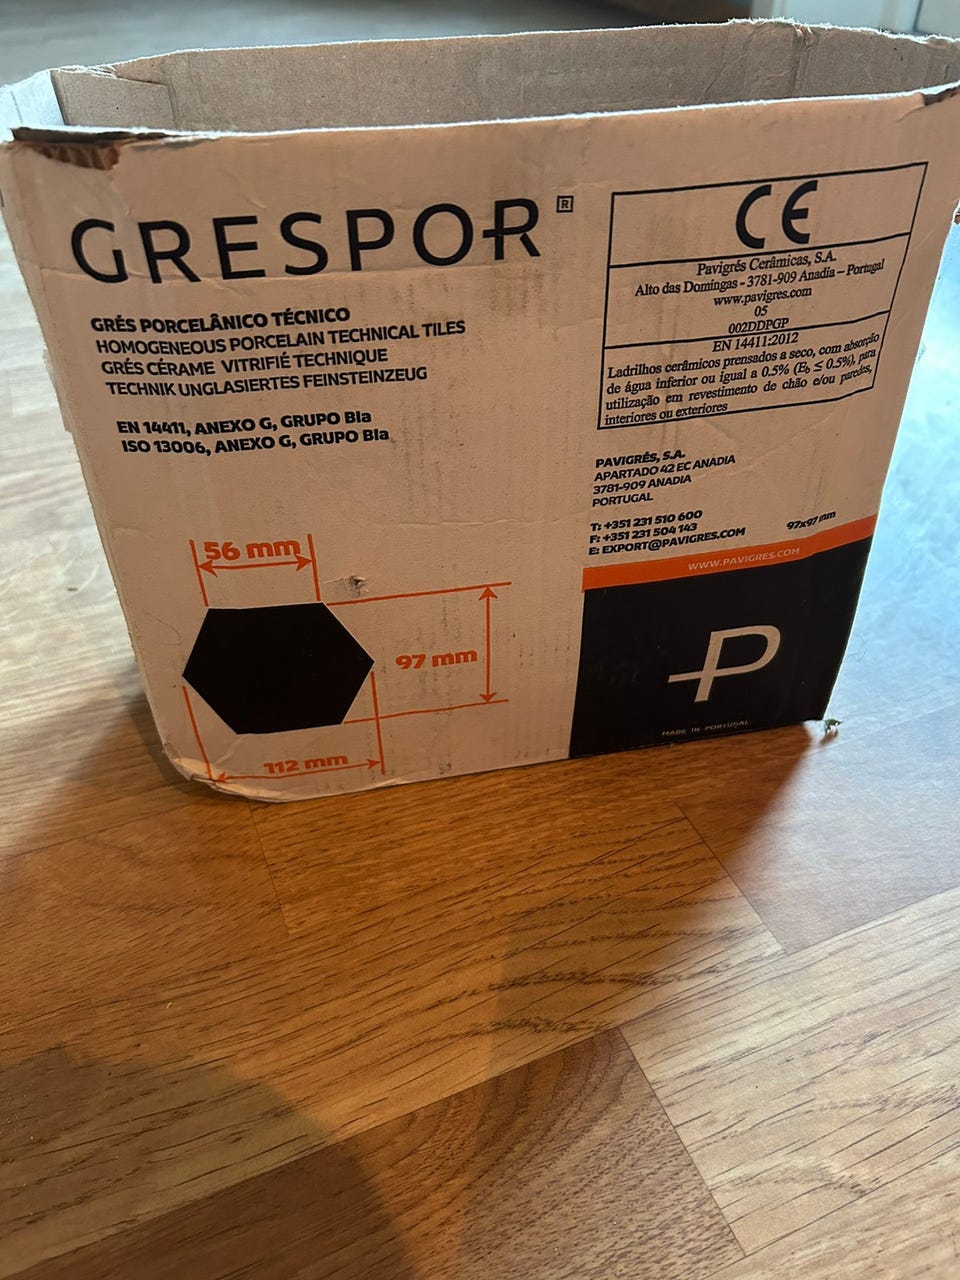 GRESPOR®
GRÉS PORCELÂNICO TÉCNICO
HOMOGENEOUS PORCELAIN TECHNICAL TILES
GRÉS CÉRAME VITRIFIÉ TECHNIQUE
TECHNIK UNGLASIERTES FEINSTEINZEUG
EN 14411, ANEXO G, GRUPO BIa
ISO 13006, ANEXO G, GRUPO BIa
56 mm
97 mm
112 mm
CE
Pavigrés Cerâmicas, S.A.
Alto das Domingas - 3781-909 Anadia – Portugal
www.pavigres.com
05
002DDPGP
EN 14411:2012
Ladrilhos cerâmicos prensados a seco, com absorção
de água inferior ou igual a 0.5% (Eb ≤ 0.5%), para
utilização em revestimento de chão e/ou paredes,
interiores ou exteriores
PAVIGRÉS, S.A.
APARTADO 42 EC ANADIA
3781-909 ANADIA
PORTUGAL
T: +351 231 510 600
F: +351 231 504 143
E: EXPORT@PAVIGRES.COM
97x97 mm
WWW.PAVIGRES.COM
P
MADE IN PORTUGAL